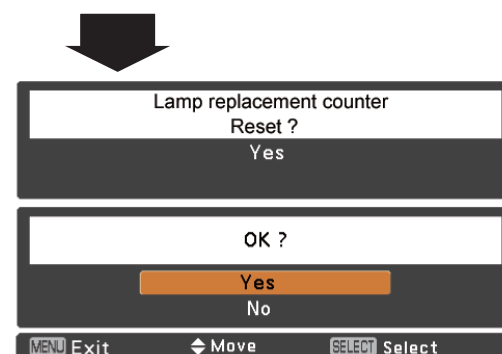 Lamp replacement counter
Reset ?
Yes
OK ?
Yes
No
MENU Exit Move SELECT Select